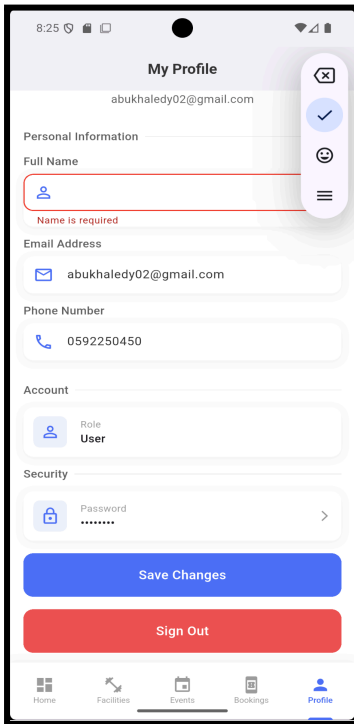 8:25
My Profile
abukhaledy02@gmail.com
Personal Information
Full Name
Name is required
Email Address
abukhaledy02@gmail.com
Phone Number
0592250450
Account
Role
User
Security
Password
••••••••
Save Changes
Sign Out
Home Facilities Events Bookings Profile